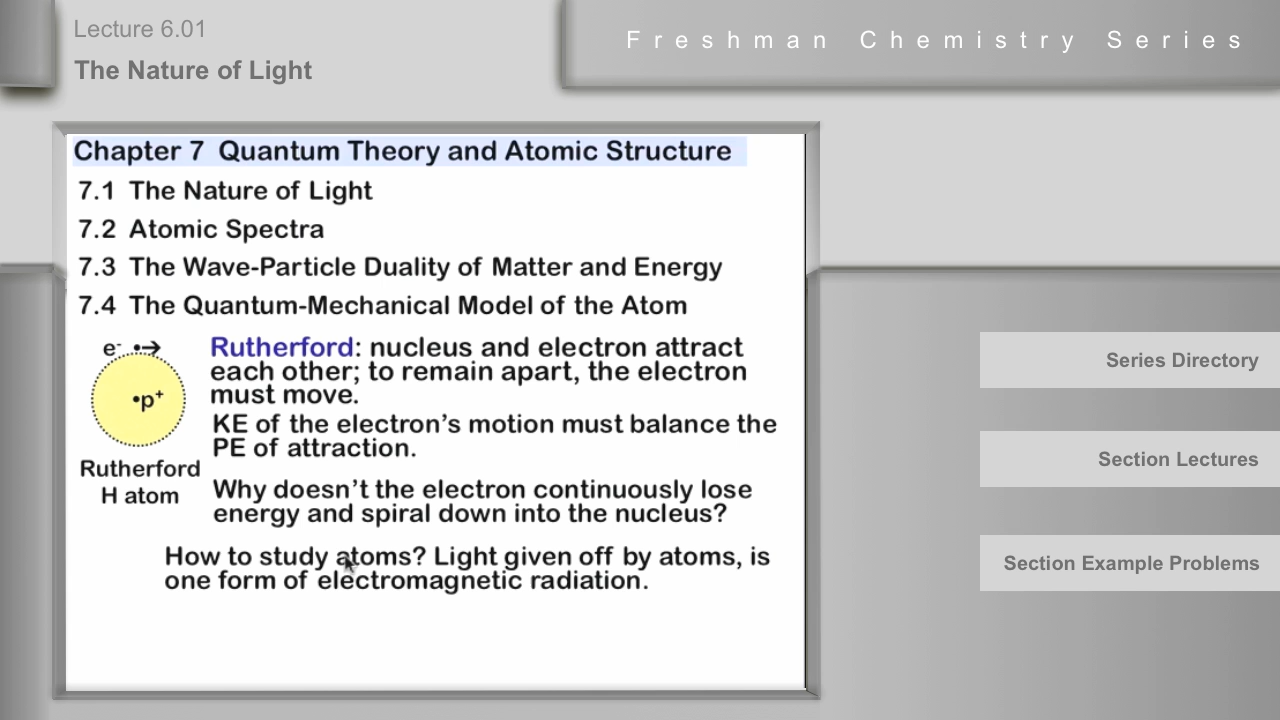 Lecture 6.01
The Nature of Light
Freshman Chemistry Series
Chapter 7 Quantum Theory and Atomic Structure
7.1 The Nature of Light
7.2 Atomic Spectra
7.3 The Wave-Particle Duality of Matter and Energy
7.4 The Quantum-Mechanical Model of the Atom
e⁻ •→
•p⁺
Rutherford
H atom
Rutherford: nucleus and electron attract
each other; to remain apart, the electron
must move.
KE of the electron's motion must balance the
PE of attraction.
Why doesn't the electron continuously lose
energy and spiral down into the nucleus?
How to study atoms? Light given off by atoms, is
one form of electromagnetic radiation.
Series Directory
Section Lectures
Section Example Problems